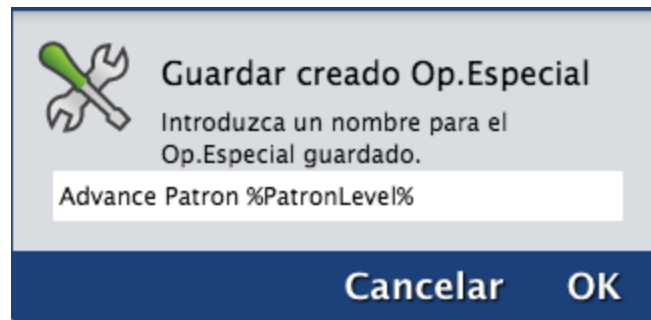 Guardar creado Op.Especial
Introduzca un nombre para el
Op.Especial guardado.
Advance Patron %PatronLevel%
Cancelar OK